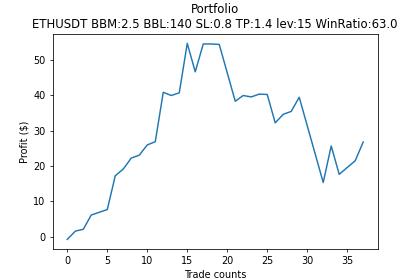 Portfolio
ETHUSDT BBM:2.5 BBL:140 SL:0.8 TP:1.4 lev:15 WinRatio:63.0
Profit ($)
50
40
30
20
10
0
0 5 10 15 20 25 30 35
Trade counts